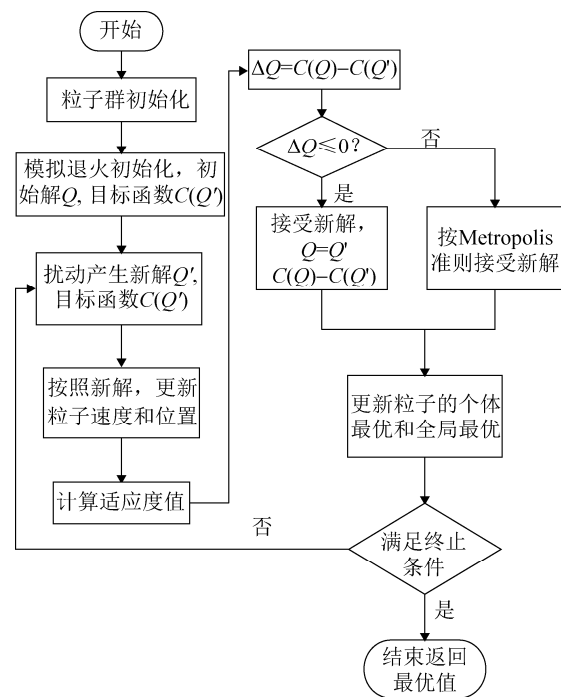 开始
粒子群初始化
模拟退火初始化，初
始解Q, 目标函数C(Q')
扰动产生新解Q',
目标函数C(Q')
按照新解，更新
粒子速度和位置
计算适应度值
ΔQ=C(Q)−C(Q')
ΔQ≤0?
否
是
接受新解，
Q=Q'
C(Q)−C(Q')
按Metropolis
准则接受新解
更新粒子的个体
最优和全局最优
否
满足终止
条件
是
结束返回
最优值